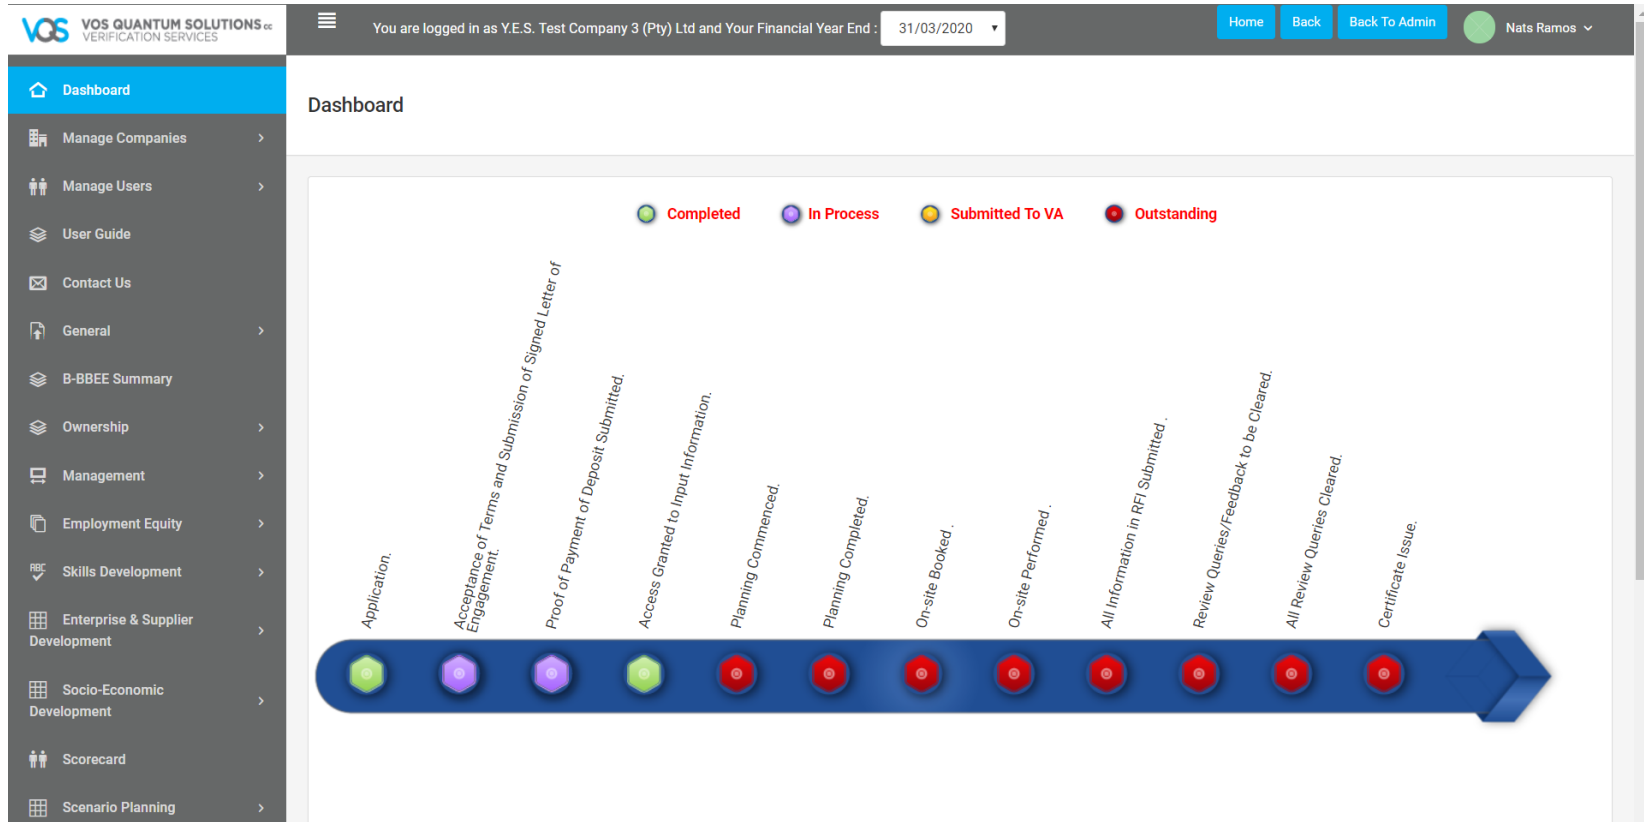 VQS VOS QUANTUM SOLUTIONS cc
VERIFICATION SERVICES
You are logged in as Y.E.S. Test Company 3 (Pty) Ltd and Your Financial Year End : 31/03/2020
Home
Back
Back To Admin
Nats Ramos
Dashboard
Manage Companies
Manage Users
User Guide
Contact Us
General
B-BBEE Summary
Ownership
Management
Employment Equity
ABC
Skills Development
Enterprise & Supplier
Development
Socio-Economic
Development
Scorecard
Scenario Planning
Dashboard
Completed
In Process
Submitted To VA
Outstanding
Application.
Acceptance of Terms and Submission of Signed Letter of
Engagement.
Proof of Payment of Deposit Submitted.
Access Granted to Input Information.
Planning Commenced.
Planning Completed.
On-site Booked .
On-site Performed .
All Information in RFI Submitted .
Review Queries/Feedback to be Cleared.
All Review Queries Cleared.
Certificate Issue.